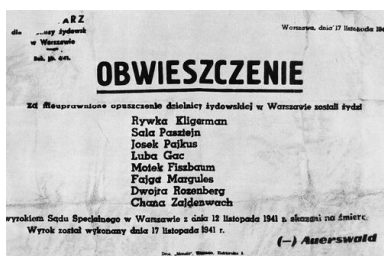 Warszawa, dnia 17 listopada
w Warszawie
OBWIESZCZENIE
Za nieuprawnione opuszczenie dzielnicy żydowskiej w Warszawie zostali żydzi
Rywka Kligerman
Sala Pasztejn
Josek Pajkus
Luba Gac
Motek Fiszbaum
Fajga Margules
Dwojra Rozenberg
Chana Zajdenwach
wyrokiem Sądu Specjalnego w Warszawie z dnia 12 listopada 1941 r. skazani na śmierć.
Wyrok został wykonany dnia 17 listopada 1941 r.
(—) Auerswald